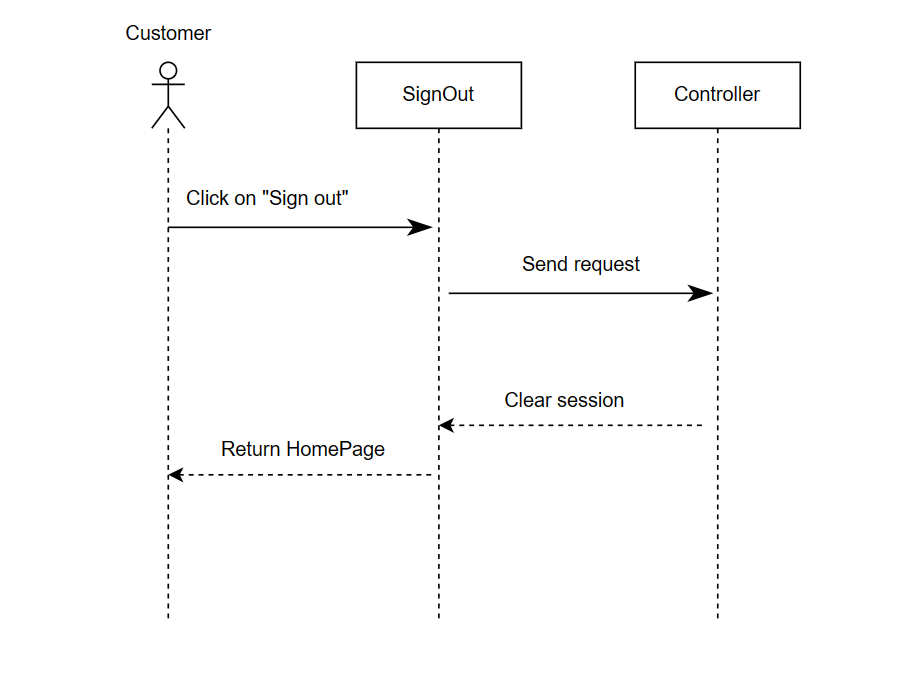 Customer
SignOut
Controller
Click on "Sign out"
Send request
Clear session
Return HomePage